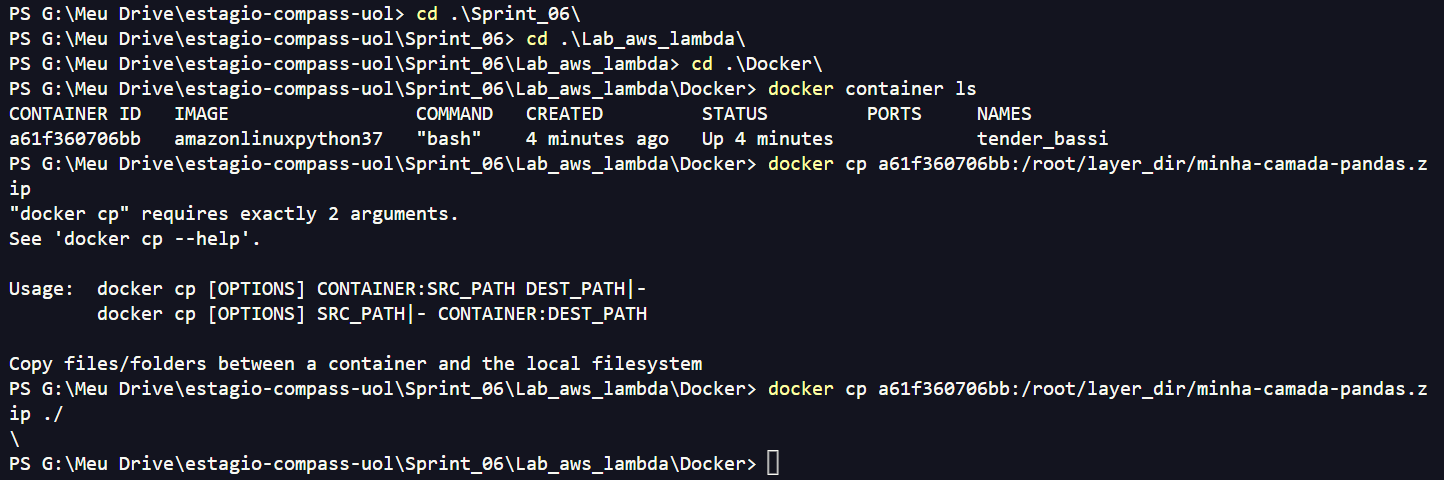 PS G:\Meu Drive\estagio-compass-uol> cd .\Sprint_06\
PS G:\Meu Drive\estagio-compass-uol\Sprint_06> cd .\Lab_aws_lambda\
PS G:\Meu Drive\estagio-compass-uol\Sprint_06\Lab_aws_lambda> cd .\Docker\
PS G:\Meu Drive\estagio-compass-uol\Sprint_06\Lab_aws_lambda\Docker> docker container ls
CONTAINER ID   IMAGE                 COMMAND   CREATED         STATUS         PORTS     NAMES
a61f360706bb   amazonlinuxpython37   "bash"    4 minutes ago   Up 4 minutes             tender_bassi
PS G:\Meu Drive\estagio-compass-uol\Sprint_06\Lab_aws_lambda\Docker> docker cp a61f360706bb:/root/layer_dir/minha-camada-pandas.z
ip
"docker cp" requires exactly 2 arguments.
See 'docker cp --help'.

Usage:  docker cp [OPTIONS] CONTAINER:SRC_PATH DEST_PATH|-
        docker cp [OPTIONS] SRC_PATH|- CONTAINER:DEST_PATH

Copy files/folders between a container and the local filesystem
PS G:\Meu Drive\estagio-compass-uol\Sprint_06\Lab_aws_lambda\Docker> docker cp a61f360706bb:/root/layer_dir/minha-camada-pandas.z
ip ./
\
PS G:\Meu Drive\estagio-compass-uol\Sprint_06\Lab_aws_lambda\Docker>